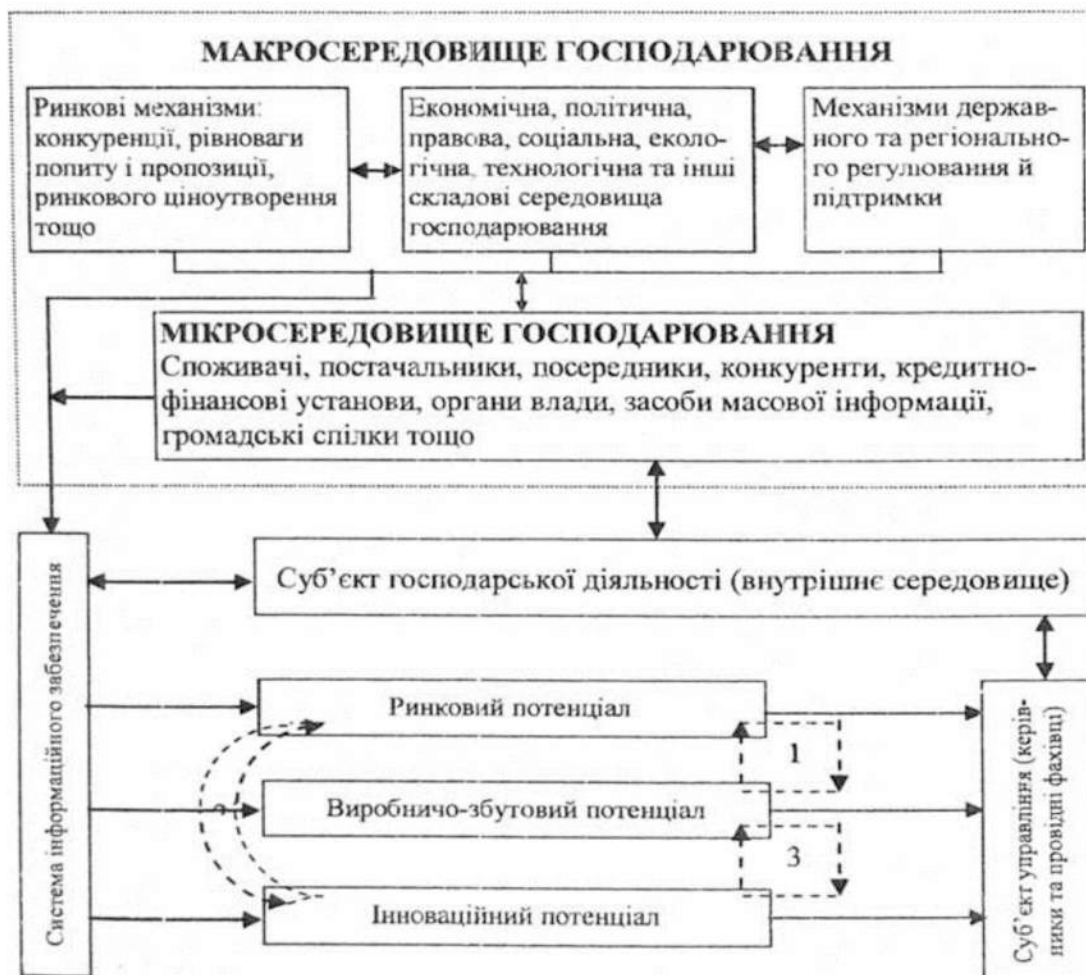 МАКРОСЕРЕДОВИЩЕ ГОСПОДАРЮВАННЯ
Ринкові механізми:
конкуренції, рівноваги
попиту і пропозиції,
ринкового ціноутворення
тощо
Економічна, політична,
правова, соціальна, еколо-
гічна, технологічна та інші
складові середовища
господарювання
Механізми держав-
ного та регіонально-
го регулювання й
підтримки
МІКРОСЕРЕДОВИЩЕ ГОСПОДАРЮВАННЯ
Споживачі, постачальники, посередники, конкуренти, кредитно-
фінансові установи, органи влади, засоби масової інформації,
громадські спілки тощо
Система інформаційного забезпечення
Суб’єкт господарської діяльності (внутрішнє середовище)
Ринковий потенціал
1
Виробничо-збутовий потенціал
3
Інноваційний потенціал
Суб’єкт управління (керів-
ники та провідні фахівці)